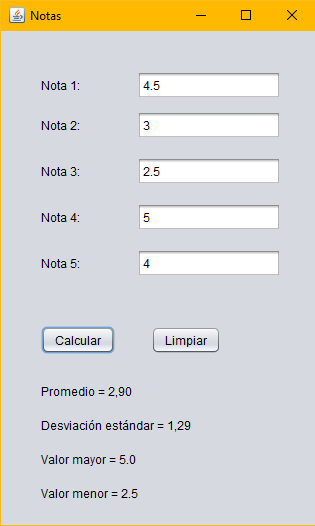 Notas
Nota 1: 4.5
Nota 2: 3
Nota 3: 2.5
Nota 4: 5
Nota 5: 4
Calcular Limpiar
Promedio = 2,90
Desviación estándar = 1,29
Valor mayor = 5.0
Valor menor = 2.5